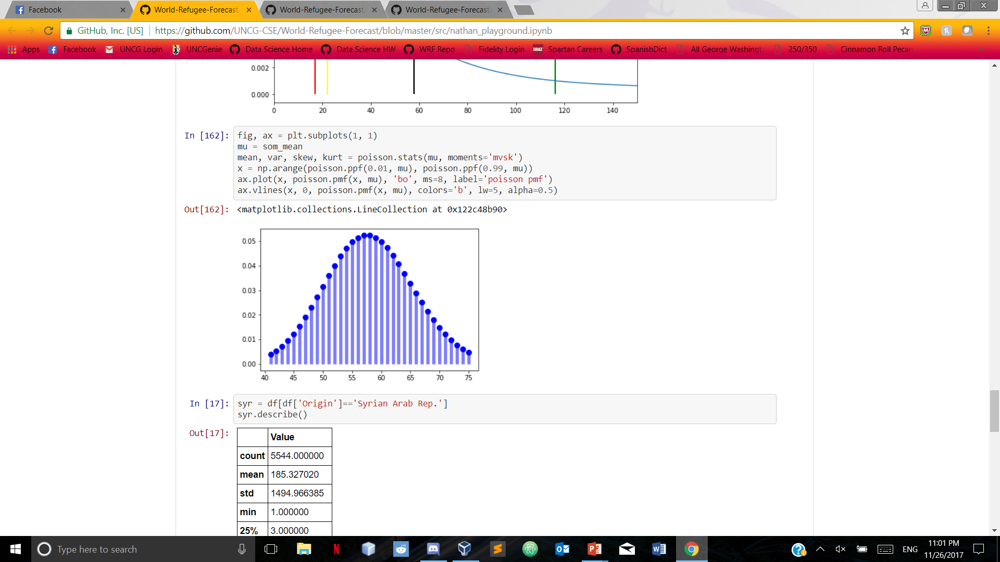 Facebook
World-Refugee-Forecast
World-Refugee-Forecast
World-Refugee-Forecast
GitHub, Inc. [US]
https://github.com/UNCG-CSE/World-Refugee-Forecast/blob/master/src/nathan_playground.ipynb
Apps
Facebook
UNCG Login
UNCGenie
Data Science Home
Data Science HW
WRF Repo
Fidelity Login
Spartan Careers
SpanishDict
All George Washingt
250/350
Cinnamon Roll Pecan
0.002
0.000
0 20 40 60 80 100 120 140
In [162]:
fig, ax = plt.subplots(1, 1)
mu = som_mean
mean, var, skew, kurt = poisson.stats(mu, moments='mvsk')
x = np.arange(poisson.ppf(0.01, mu), poisson.ppf(0.99, mu))
ax.plot(x, poisson.pmf(x, mu), 'bo', ms=8, label='poisson pmf')
ax.vlines(x, 0, poisson.pmf(x, mu), colors='b', lw=5, alpha=0.5)
Out[162]: <matplotlib.collections.LineCollection at 0x122c48b90>
0.05
0.04
0.03
0.02
0.01
0.00
40 45 50 55 60 65 70 75
In [17]:
syr = df[df['Origin']=='Syrian Arab Rep.']
syr.describe()
Out[17]:
Value
count 5544.000000
mean 185.327020
std 1494.966385
min 1.000000
25% 3.000000
Type here to search
ENG
11:01 PM
11/26/2017